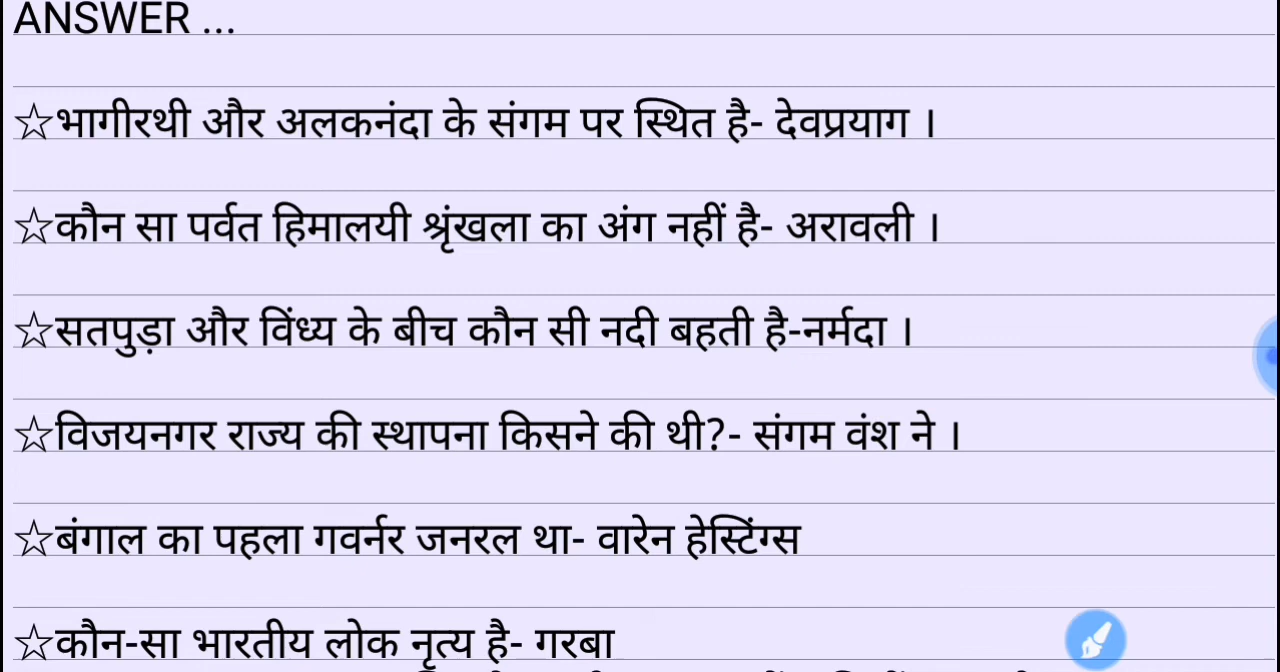 ANSWER ...
☆भागीरथी और अलकनंदा के संगम पर स्थित है- देवप्रयाग ।
☆कौन सा पर्वत हिमालयी श्रृंखला का अंग नहीं है- अरावली ।
☆सतपुड़ा और विंध्य के बीच कौन सी नदी बहती है-नर्मदा ।
☆विजयनगर राज्य की स्थापना किसने की थी?- संगम वंश ने ।
☆बंगाल का पहला गवर्नर जनरल था- वारेन हेस्टिंग्स
☆कौन-सा भारतीय लोक नृत्य है- गरबा